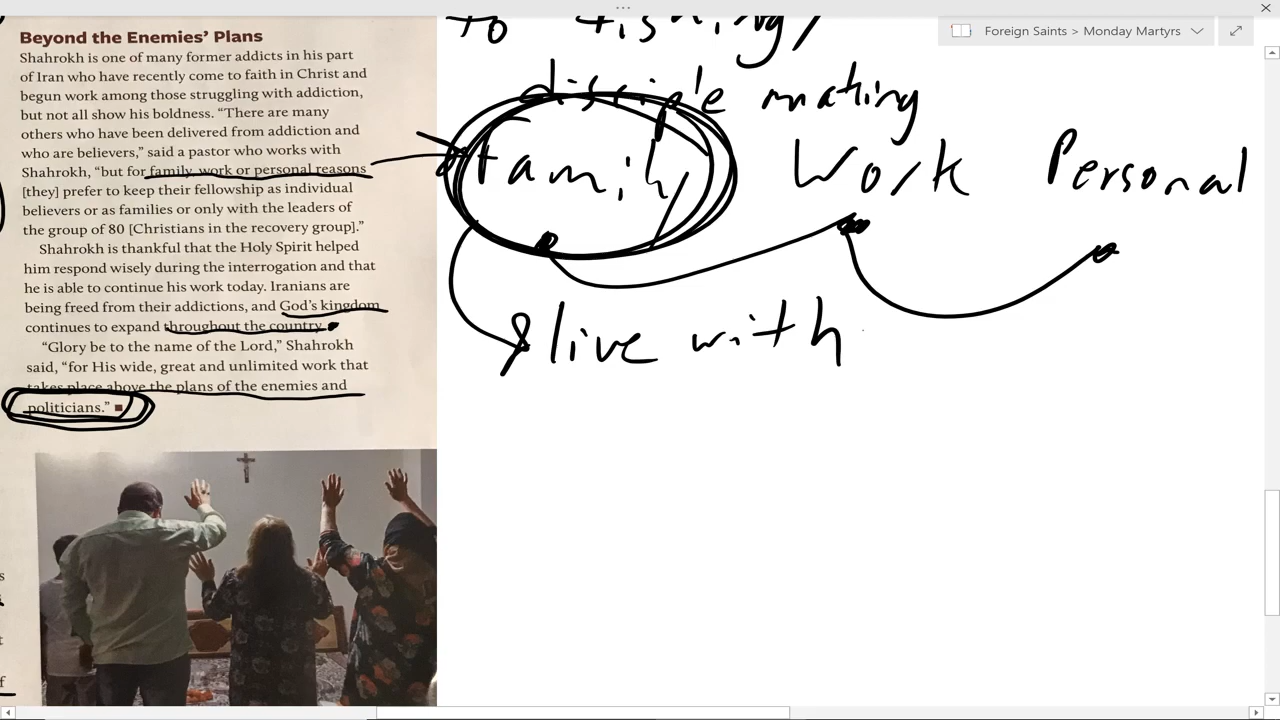 Foreign Saints > Monday Martyrs
Beyond the Enemies’ Plans
Shahrokh is one of many former addicts in his part
of Iran who have recently come to faith in Christ and
begun work among those struggling with addiction,
but not all show his boldness. “There are many
others who have been delivered from addiction and
who are believers,” said a pastor who works with
Shahrokh, “but for family, work or personal reasons
[they] prefer to keep their fellowship as individual
believers or as families or only with the leaders of
the group of 80 [Christians in the recovery group].”
Shahrokh is thankful that the Holy Spirit helped
him respond wisely during the interrogation and that
he is able to continue his work today. Iranians are
being freed from their addictions, and God’s kingdom
continues to expand throughout the country.
“Glory be to the name of the Lord,” Shahrokh
said, “for His wide, great and unlimited work that
takes place above the plans of the enemies and
politicians.”
to fishing/
disciple making
Family Work Personal
live with